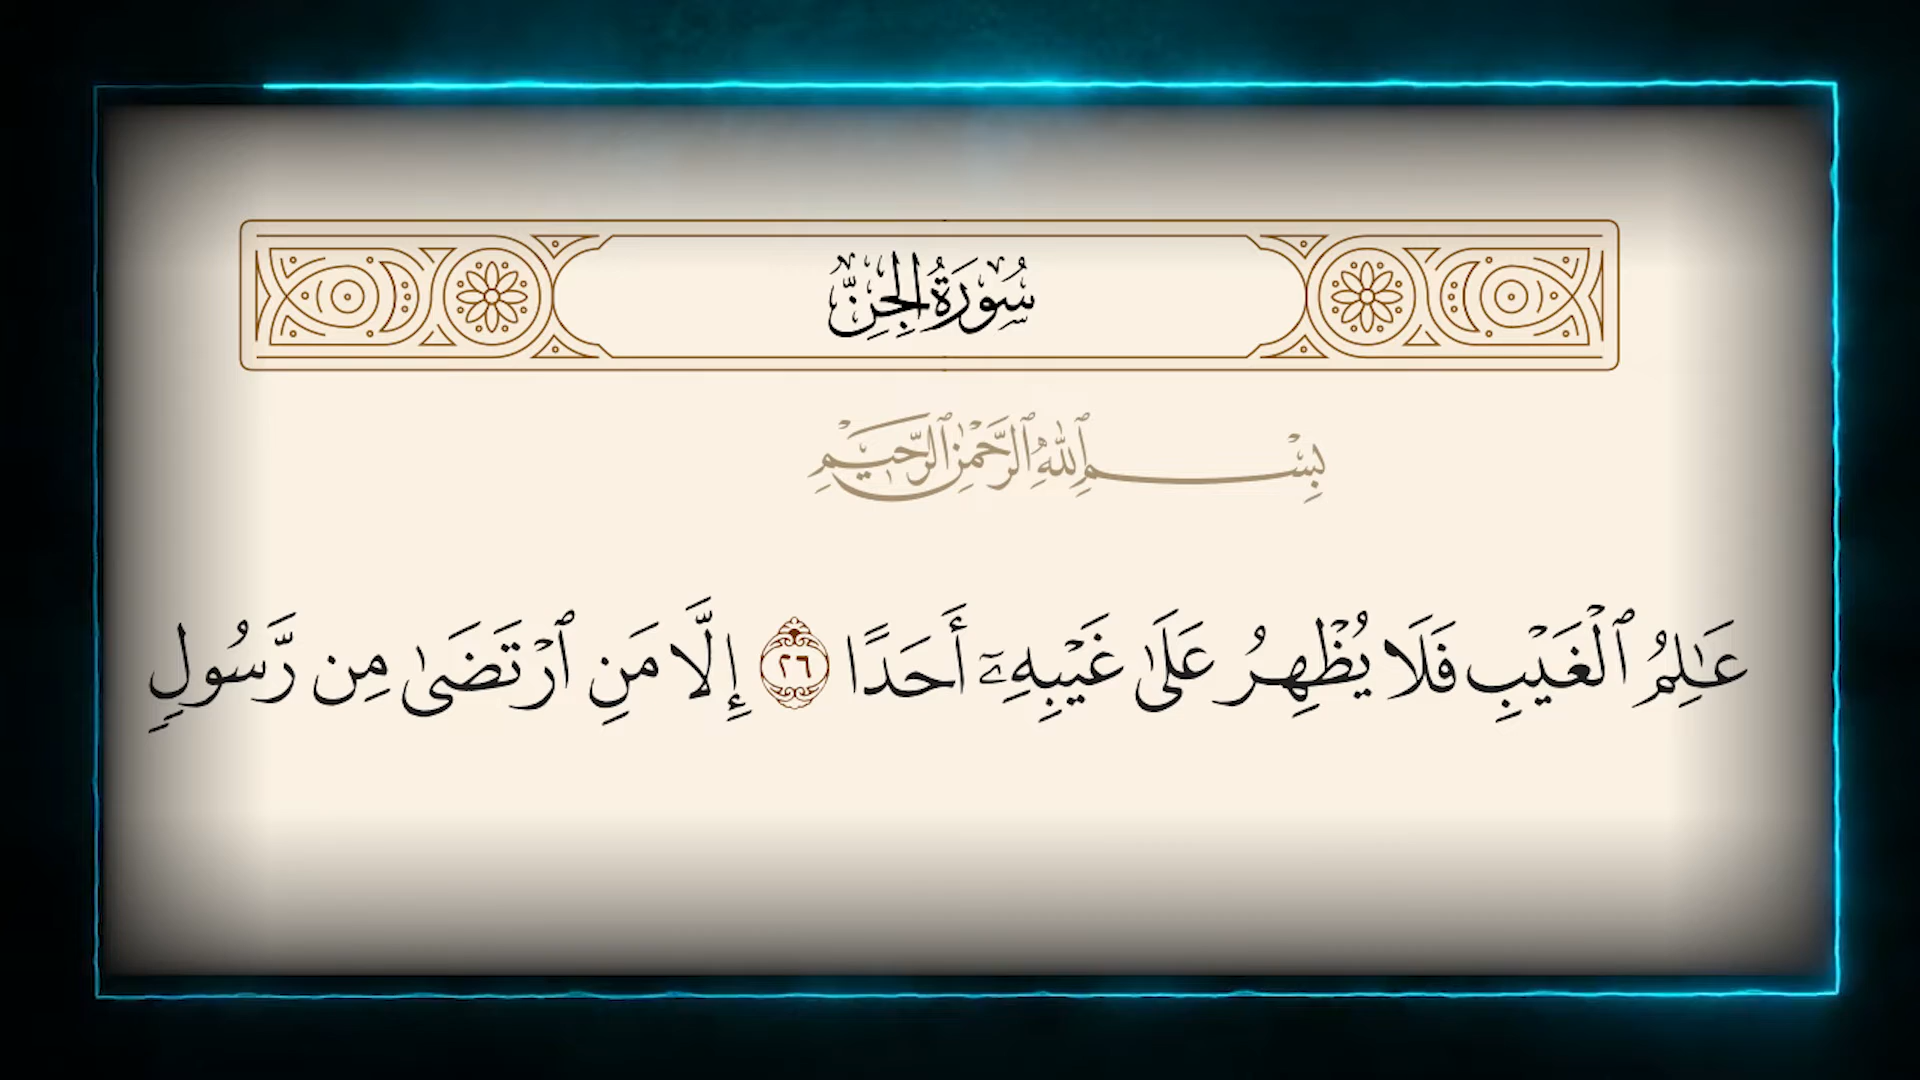 سُورَةُ الجِنِّ
بِسْمِ ٱللَّهِ ٱلرَّحْمَٰنِ ٱلرَّحِيمِ
عَٰلِمُ ٱلْغَيْبِ فَلَا يُظْهِرُ عَلَىٰ غَيْبِهِۦٓ أَحَدًا ٢٦ إِلَّا مَنِ ٱرْتَضَىٰ مِن رَّسُولٍ